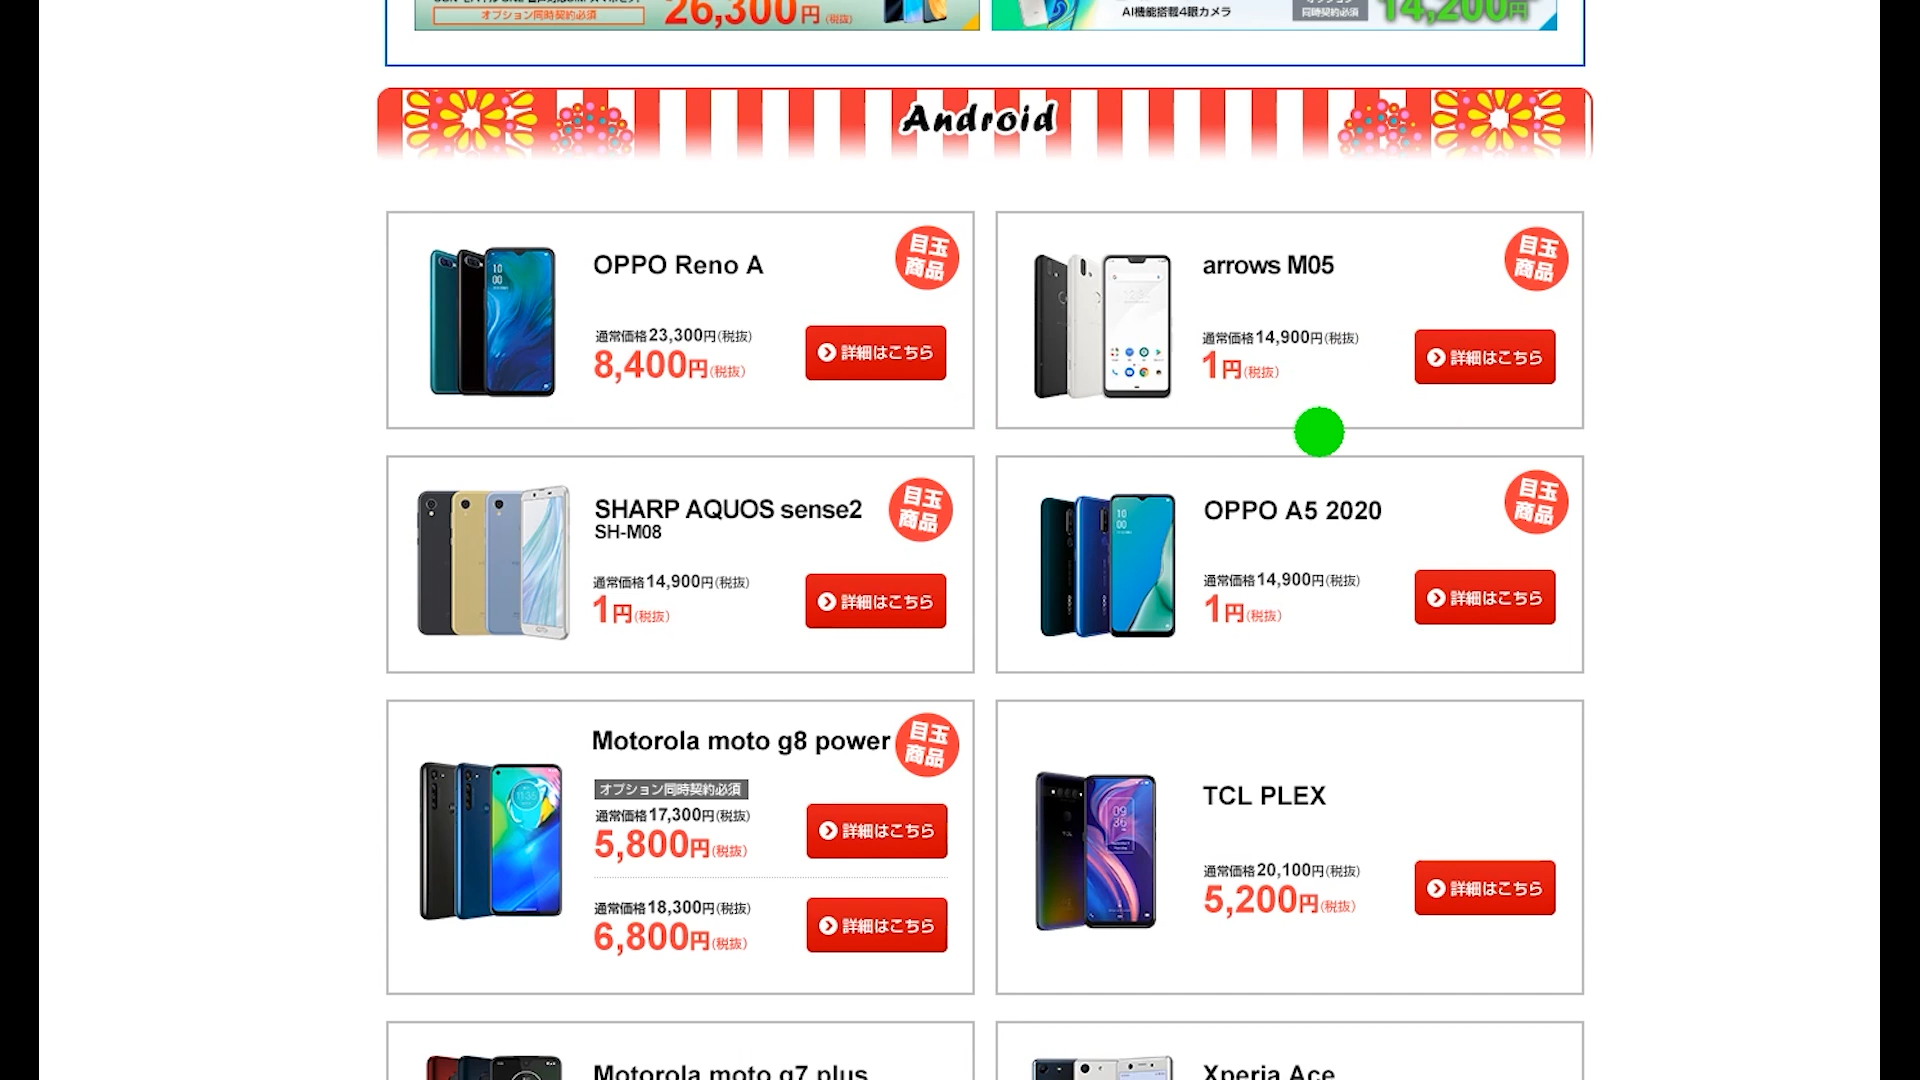 オプション同時契約必須
26,300円(税抜)
AI機能搭載4眼カメラ
同時契約必須
14,200円
Android
OPPO Reno A
目玉
商品
通常価格23,300円(税抜)
8,400円(税抜)
詳細はこちら
arrows M05
目玉
商品
通常価格14,900円(税抜)
1円(税抜)
詳細はこちら
SHARP AQUOS sense2
SH-M08
目玉
商品
通常価格14,900円(税抜)
1円(税抜)
詳細はこちら
OPPO A5 2020
目玉
商品
通常価格14,900円(税抜)
1円(税抜)
詳細はこちら
Motorola moto g8 power
目玉
商品
オプション同時契約必須
通常価格17,300円(税抜)
5,800円(税抜)
詳細はこちら
通常価格18,300円(税抜)
6,800円(税抜)
詳細はこちら
TCL PLEX
通常価格20,100円(税抜)
5,200円(税抜)
詳細はこちら
Motorola moto g7 plus
Xperia Ace